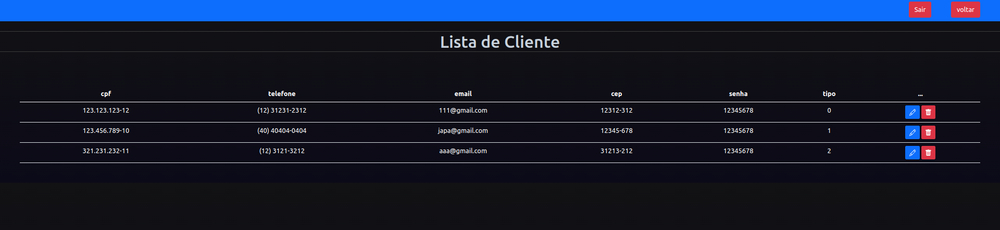 Sair voltar
Lista de Cliente
cpf telefone email cep senha tipo ...
123.123.123-12 (12) 31231-2312 111@gmail.com 12312-312 12345678 0
123.456.789-10 (40) 40404-0404 japa@gmail.com 12345-678 12345678 1
321.231.232-11 (12) 3121-3212 aaa@gmail.com 31213-212 12345678 2